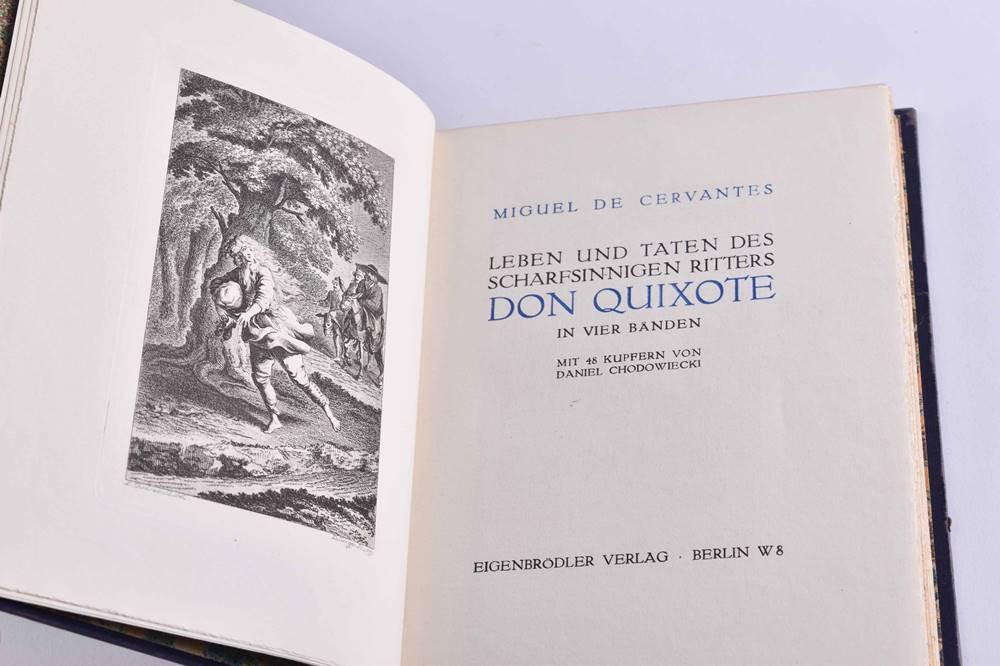 MIGUEL DE CERVANTES
LEBEN UND TATEN DES
SCHARFSINNIGEN RITTERS
DON QUIXOTE
IN VIER BÄNDEN
MIT 48 KUPFERN VON
DANIEL CHODOWIECKI
EIGENBRÖDLER VERLAG · BERLIN W 8